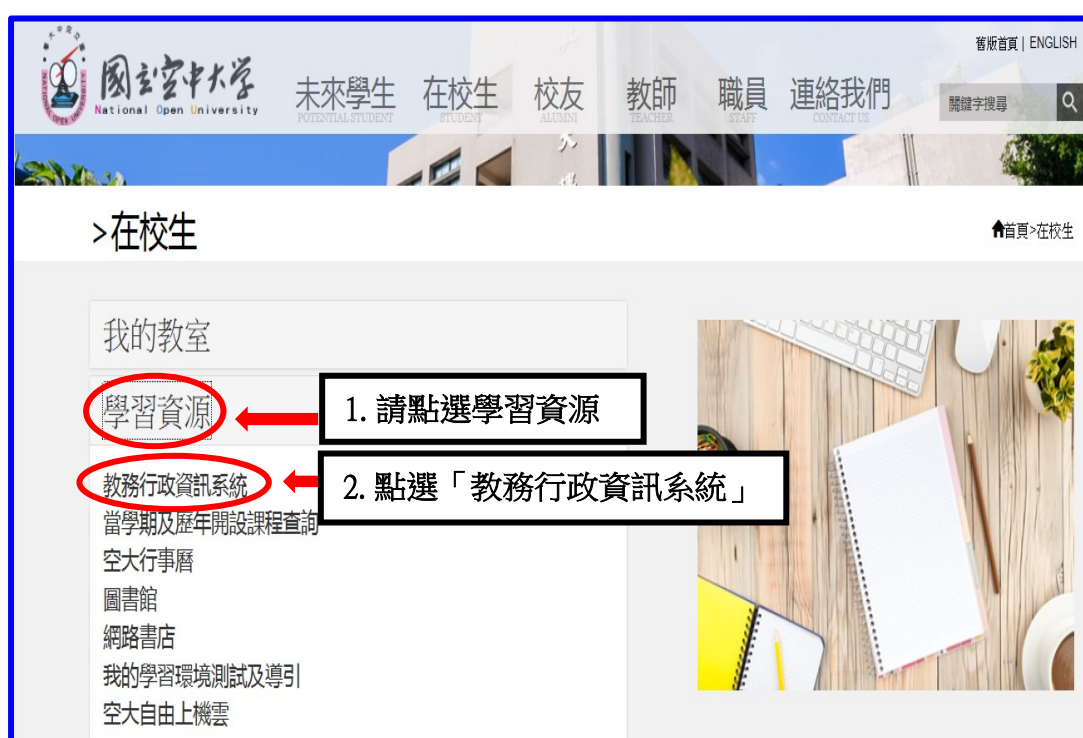 舊版首頁 | ENGLISH
國立空中大學
National Open University
NATIONAL OPEN UNIVERSITY
未來學生 在校生 校友 教師 職員 連絡我們
POTENTIAL STUDENT STUDENT ALUMNI TEACHER STAFF CONTACT US
關鍵字搜尋
>在校生
首頁>在校生
我的教室
學習資源
1. 請點選學習資源
教務行政資訊系統
2. 點選「教務行政資訊系統」
當學期及歷年開設課程查詢
空大行事曆
圖書館
網路書店
我的學習環境測試及導引
空大自由上機雲